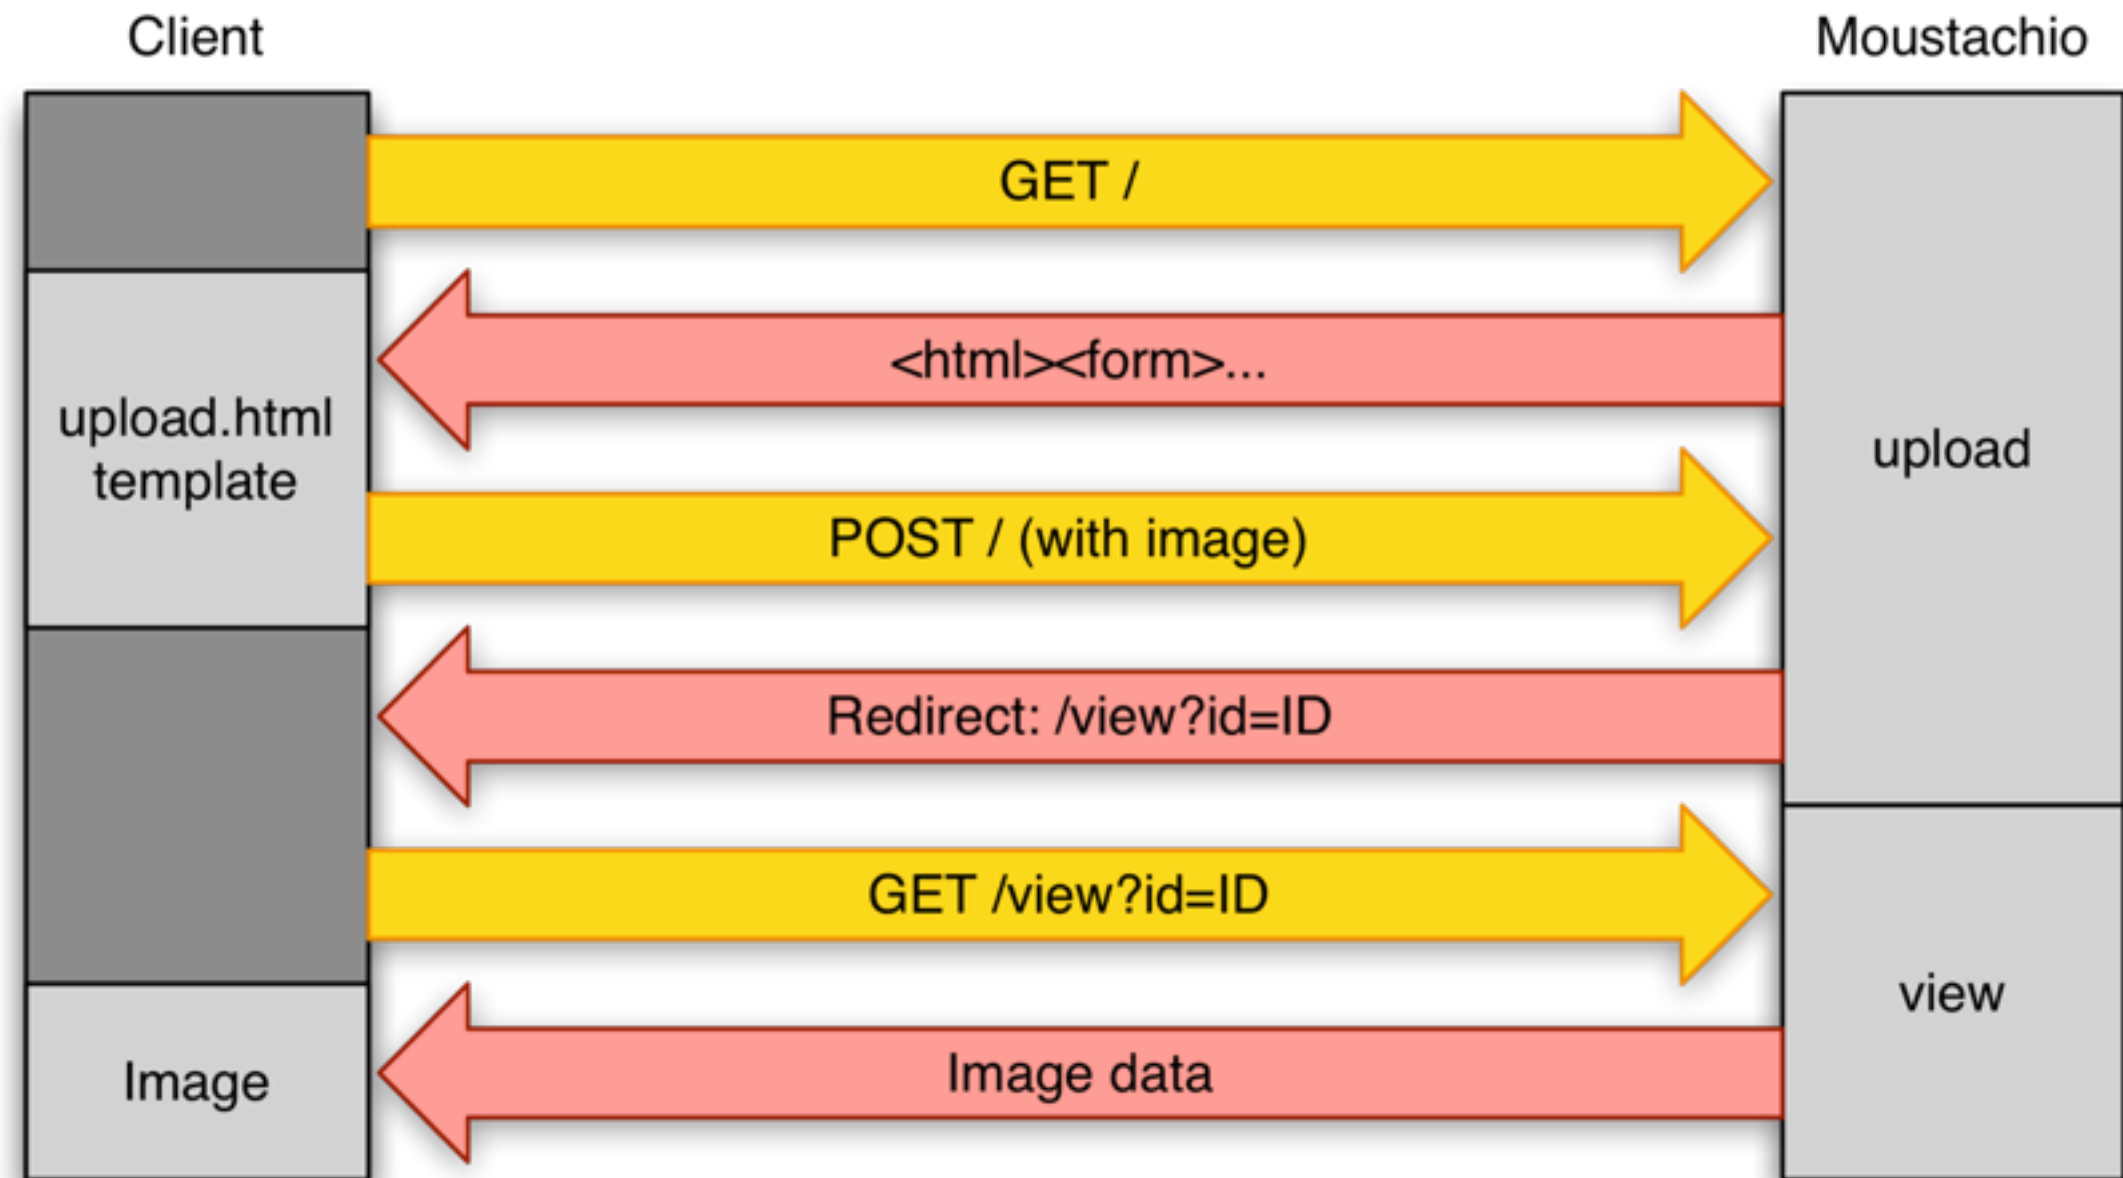 Client
Moustachio
GET /
<html><form>...
upload.html
template
upload
POST / (with image)
Redirect: /view?id=ID
GET /view?id=ID
view
Image
Image data